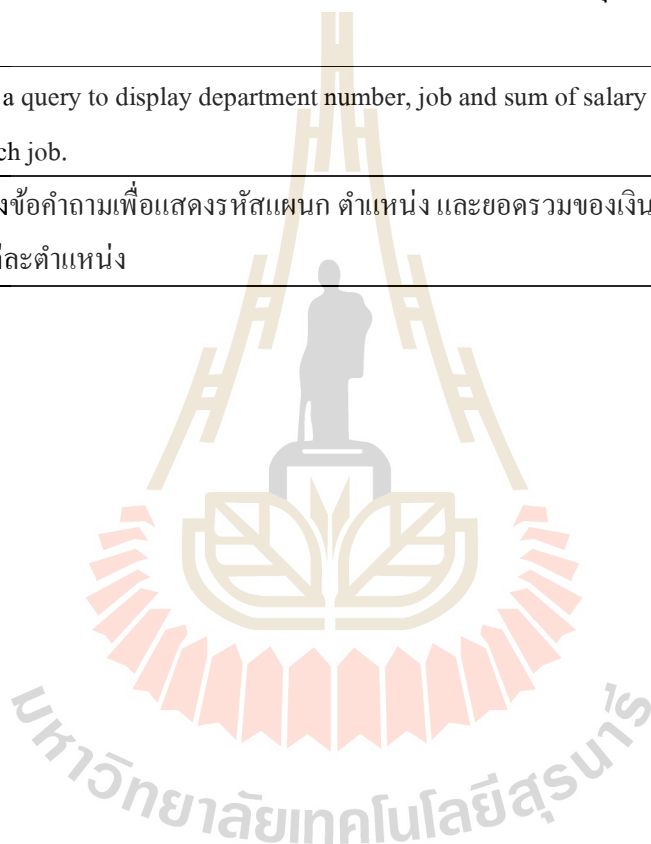 a query to display department number, job and sum of salary
ch job.
งข้อคำถามเพื่อแสดงรหัสแผนก ตำแหน่ง และยอดรวมของเงิน
ละตำแหน่ง
มหาวิทยาลัยเทคโนโลยีสุรนารี